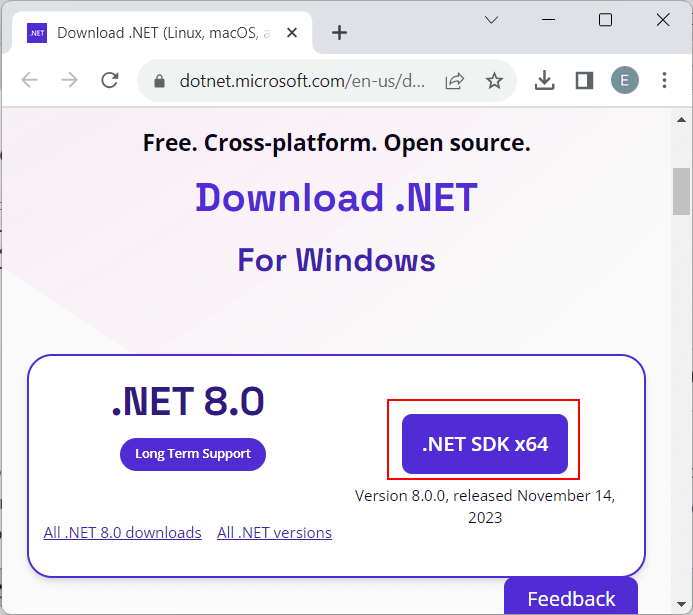 .NET
Download .NET (Linux, macOS, a
dotnet.microsoft.com/en-us/d...
E
Free. Cross-platform. Open source.
Download .NET
For Windows
.NET 8.0
Long Term Support
All .NET 8.0 downloads
All .NET versions
.NET SDK x64
Version 8.0.0, released November 14,
2023
Feedback